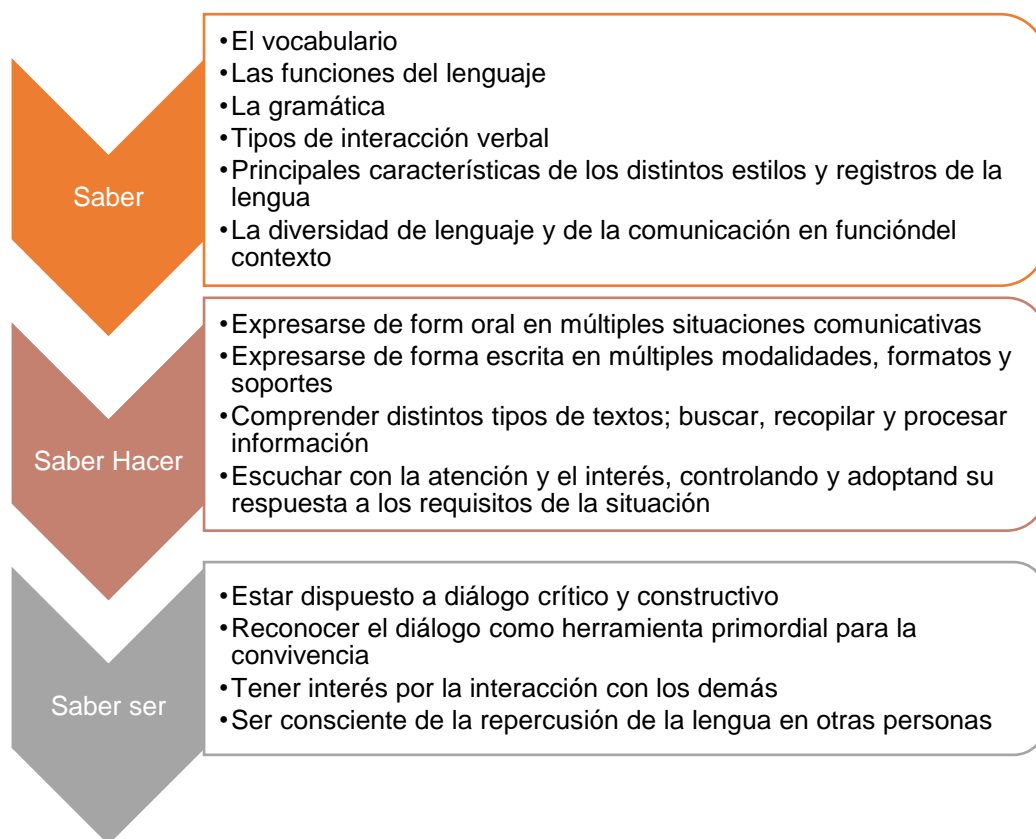 Saber
•El vocabulario
•Las funciones del lenguaje
•La gramática
•Tipos de interacción verbal
•Principales características de los distintos estilos y registros de la
lengua
•La diversidad de lenguaje y de la comunicación en funcióndel
contexto
Saber Hacer
•Expresarse de form oral en múltiples situaciones comunicativas
•Expresarse de forma escrita en múltiples modalidades, formatos y
soportes
•Comprender distintos tipos de textos; buscar, recopilar y procesar
información
•Escuchar con la atención y el interés, controlando y adoptand su
respuesta a los requisitos de la situación
Saber ser
•Estar dispuesto a diálogo crítico y constructivo
•Reconocer el diálogo como herramienta primordial para la
convivencia
•Tener interés por la interacción con los demás
•Ser consciente de la repercusión de la lengua en otras personas